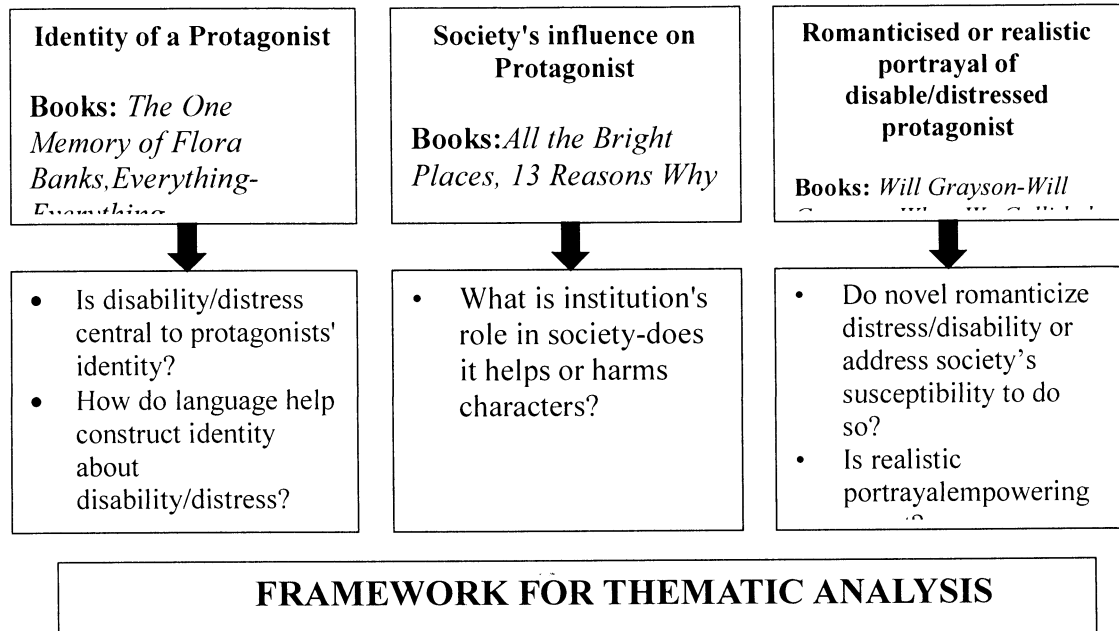 Identity of a Protagonist
Books: The One
Memory of Flora
Banks,Everything-
Society's influence on
Protagonist
Books:All the Bright
Places, 13 Reasons Why
Romanticised or realistic
portrayal of
disable/distressed
protagonist
Books: Will Grayson-Will
• Is disability/distress
central to protagonists'
identity?
• How do language help
construct identity
about
disability/distress?
• What is institution's
role in society-does
it helps or harms
characters?
• Do novel romanticize
distress/disability or
address society’s
susceptibility to do
so?
• Is realistic
portrayalempowering
FRAMEWORK FOR THEMATIC ANALYSIS